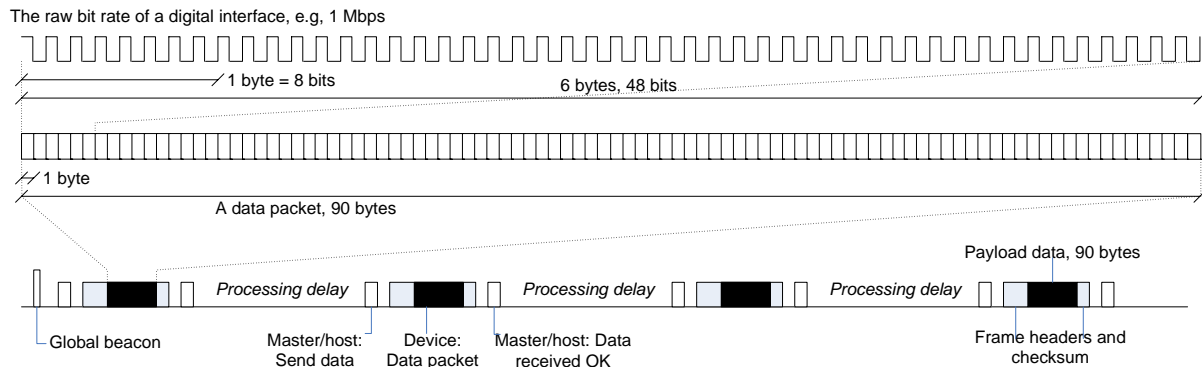 The raw bit rate of a digital interface, e.g, 1 Mbps
1 byte = 8 bits
6 bytes, 48 bits
1 byte
A data packet, 90 bytes
Payload data, 90 bytes
Processing delay
Processing delay
Processing delay
Global beacon
Master/host:
Send data
Device:
Data packet
Master/host: Data
received OK
Frame headers and
checksum